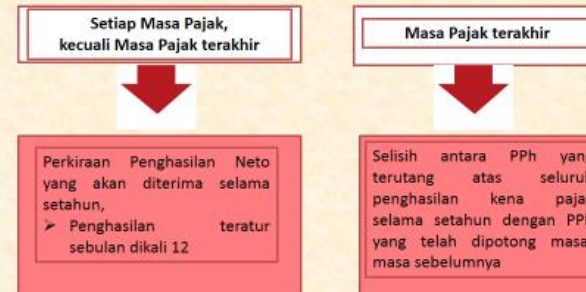 Setiap Masa Pajak,
kecuali Masa Pajak terakhir
Perkiraan Penghasilan Neto
yang akan diterima selama
setahun,
➤ Penghasilan teratur
sebulan dikali 12
Masa Pajak terakhir
Selisih antara PPh yan
terutang atas seluru
penghasilan kena paja
selama setahun dengan PP
yang telah dipotong masa
masa sebelumnya